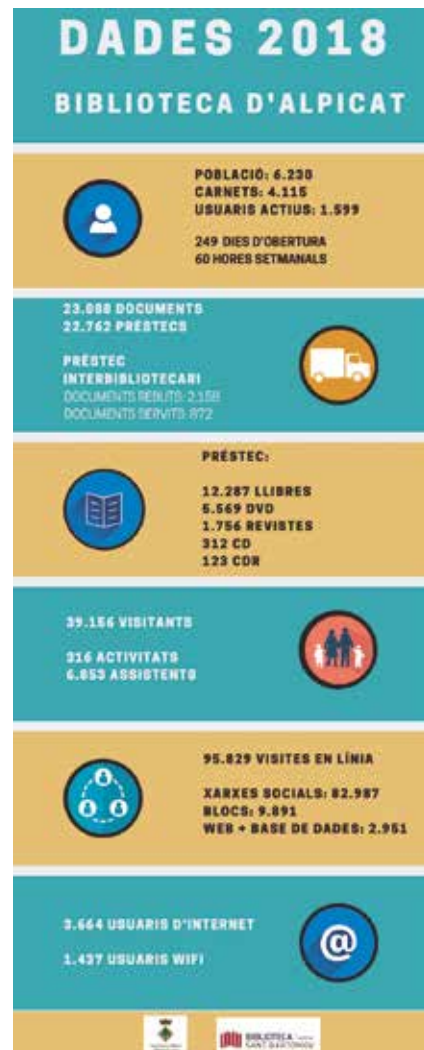 DADES 2018
BIBLIOTECA D'ALPICAT
POBLACIÓ: 6.230
CARNETS: 4.115
USUARIS ACTIUS: 1.599
249 DIES D'OBERTURA
60 HORES SETMANALS
23.088 DOCUMENTS
22.762 PRÉSTECS
PRÉSTEC
INTERBIBLIOTECARI
DOCUMENTS REBUTS: 2.158
DOCUMENTS SERVITS: 872
PRÉSTEC:
12.287 LLIBRES
5.569 DVD
1.756 REVISTES
312 CD
123 CDR
39.156 VISITANTS
316 ACTIVITATS
6.853 ASSISTENTS
95.829 VISITES EN LÍNIA
XARXES SOCIALS: 82.987
BLOCS: 9.891
WEB + BASE DE DADES: 2.951
3.664 USUARIS D'INTERNET
@
1.437 USUARIS WIFI
BIBLIOTECA
SANT BARTOMEU